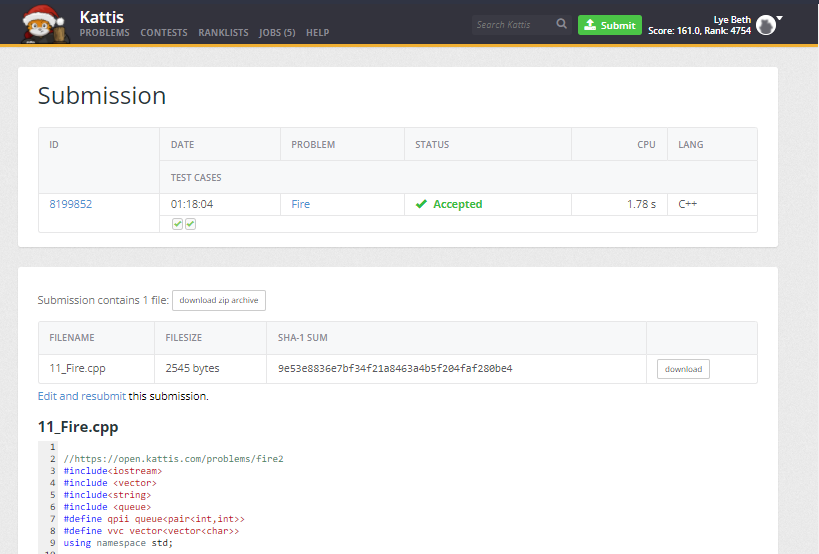 Kattis
PROBLEMS CONTESTS RANKLISTS JOBS (5) HELP
Search Kattis
Submit
Lye Beth
Score: 161.0, Rank: 4754
Submission
ID DATE PROBLEM STATUS CPU LANG
TEST CASES
8199852 01:18:04 Fire Accepted 1.78 s C++
Submission contains 1 file: download zip archive
FILENAME FILESIZE SHA-1 SUM
11_Fire.cpp 2545 bytes 9e53e8836e7bf34f21a8463a4b5f204faf280be4 download
Edit and resubmit this submission.
11_Fire.cpp
1
2 //https://open.kattis.com/problems/fire2
3 #include<iostream>
4 #include <vector>
5 #include<string>
6 #include <queue>
7 #define qpii queue<pair<int,int>>
8 #define vvc vector<vector<char>>
9 using namespace std;